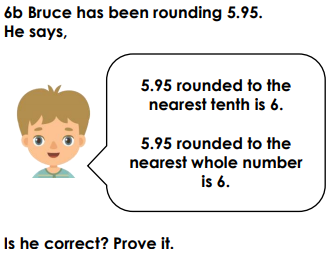 6b Bruce has been rounding 5.95.
He says,
5.95 rounded to the
nearest tenth is 6.
5.95 rounded to the
nearest whole number
is 6.
Is he correct? Prove it.